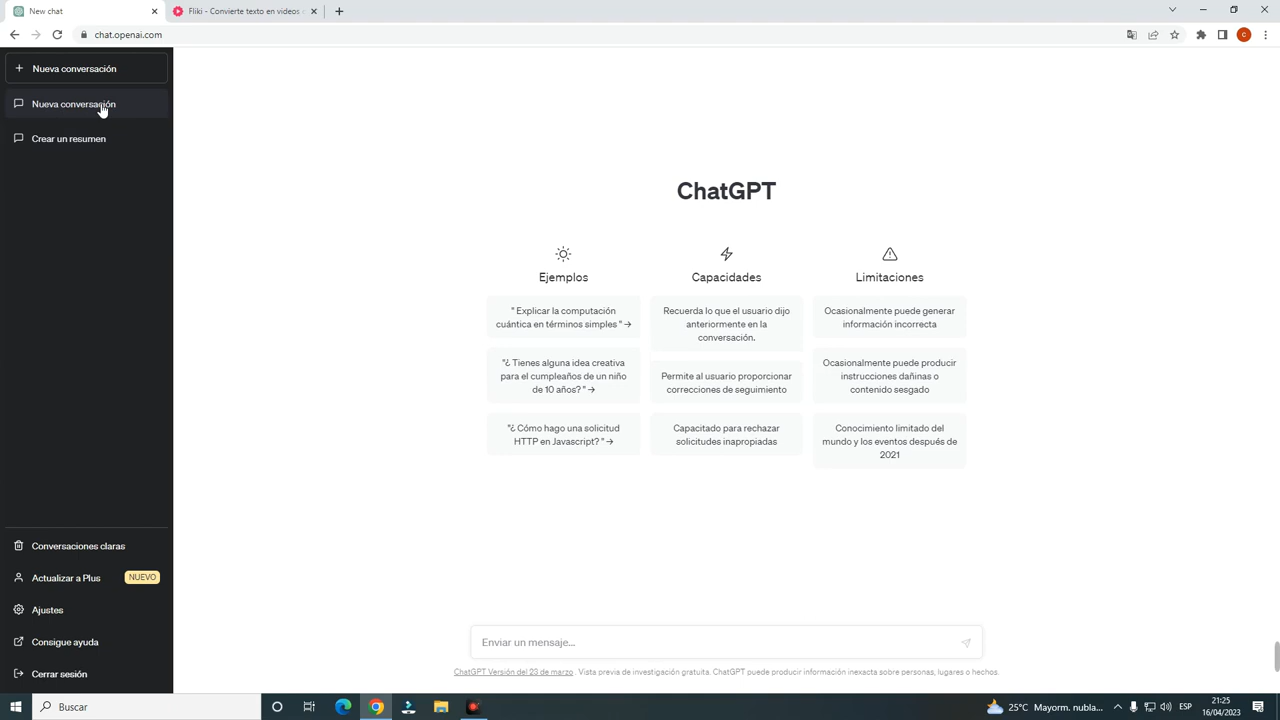 New chat
Fliki - Convierte texto en videos
chat.openai.com
C
Nueva conversación
Nueva conversación
Crear un resumen
ChatGPT
Ejemplos
Capacidades
Limitaciones
" Explicar la computación
cuántica en términos simples " →
"¿ Tienes alguna idea creativa
para el cumpleaños de un niño
de 10 años? " →
"¿ Cómo hago una solicitud
HTTP en Javascript? " →
Recuerda lo que el usuario dijo
anteriormente en la
conversación.
Permite al usuario proporcionar
correcciones de seguimiento
Capacitado para rechazar
solicitudes inapropiadas
Ocasionalmente puede generar
información incorrecta
Ocasionalmente puede producir
instrucciones dañinas o
contenido sesgado
Conocimiento limitado del
mundo y los eventos después de
2021
Conversaciones claras
Actualizar a Plus NUEVO
Ajustes
Consigue ayuda
Cerrar sesión
Enviar un mensaje...
ChatGPT Versión del 23 de marzo . Vista previa de investigación gratuita. ChatGPT puede producir información inexacta sobre personas, lugares o hechos.
Buscar
25°C Mayorm. nubla...
ESP
21:25
16/04/2023